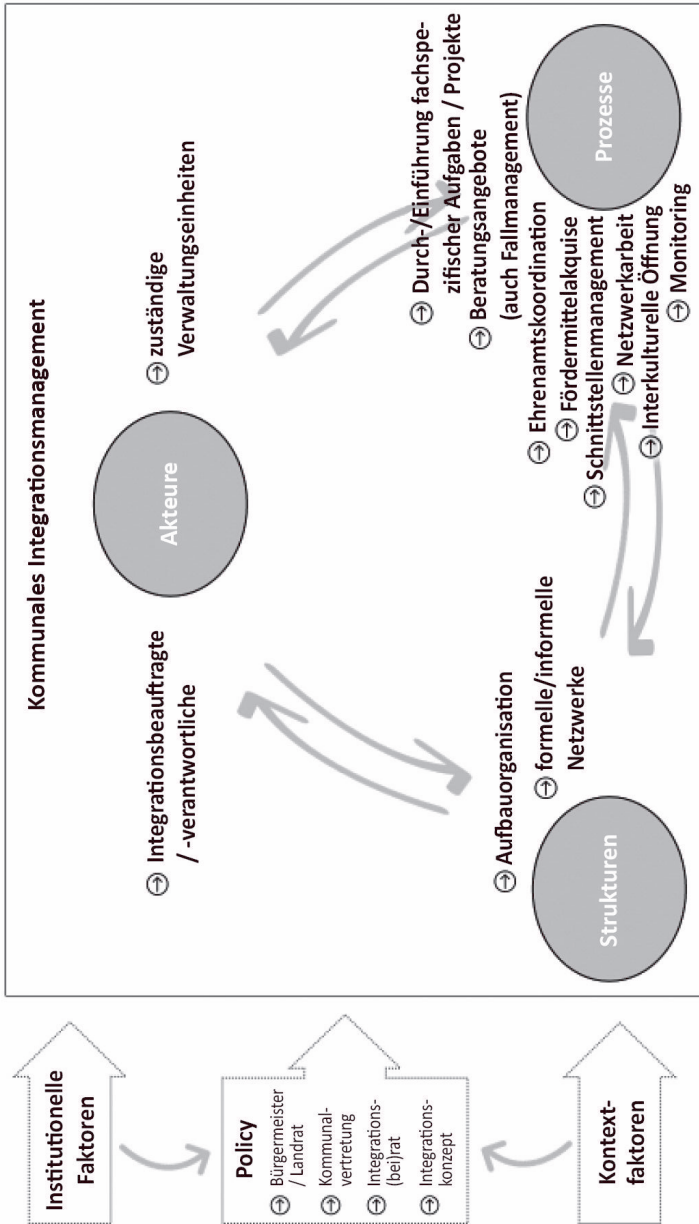 Kommunales Integrationsmanagement
Institutionelle
Faktoren
Policy
Bürgermeister
/ Landrat
Kommunal-
vertretung
Integrations-
(bei)rat
Integrations-
konzept
Kontext-
faktoren
Integrationsbeauftragte
/ -verantwortliche
Akteure
zuständige
Verwaltungseinheiten
Strukturen
Aufbauorganisation
formelle/informelle
Netzwerke
Durch-/Einführung fachspe-
zifischer Aufgaben / Projekte
Beratungsangebote
(auch Fallmanagement)
Ehrenamtskoordination
Fördermittelakquise
Schnittstellenmanagement
Netzwerkarbeit
Interkulturelle Öffnung
Monitoring
Prozesse